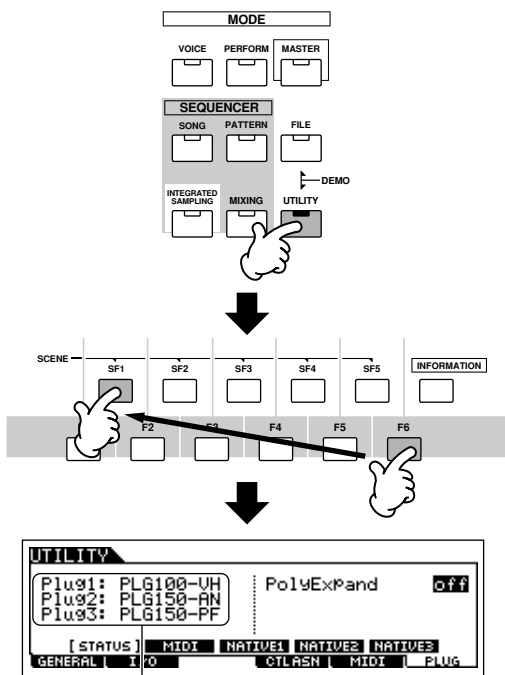 MODE
VOICE PERFORM MASTER
SEQUENCER
SONG PATTERN FILE
DEMO
INTEGRATED
SAMPLING MIXING UTILITY
SCENE
SF1 SF2 SF3 SF4 SF5 INFORMATION
F2 F3 F4 F5 F6
UTILITY
Plug1: PLG100-VH PolyExpand off
Plug2: PLG150-AN
Plug3: PLG150-PF
[STATUS] MIDI NATIVE1 NATIVE2 NATIVE3
GENERAL I/O CTLASN MIDI PLUG